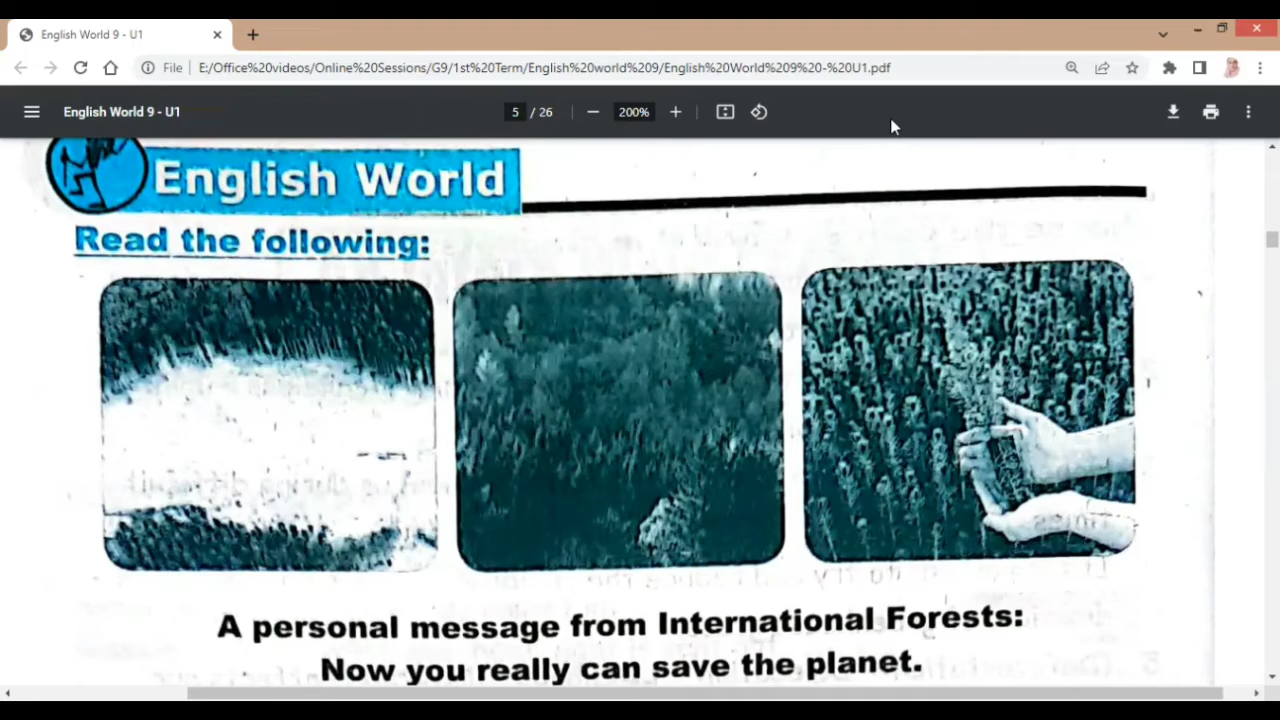 English World 9 - U1
File
E:/Office%20videos/Online%20Sessions/G9/1st%20Term/English%20world%209/English%20World%209%20-%20U1.pdf
English World 9 - U1
5 / 26
200%
English World
Read the following:
A personal message from International Forests:
Now you really can save the planet.